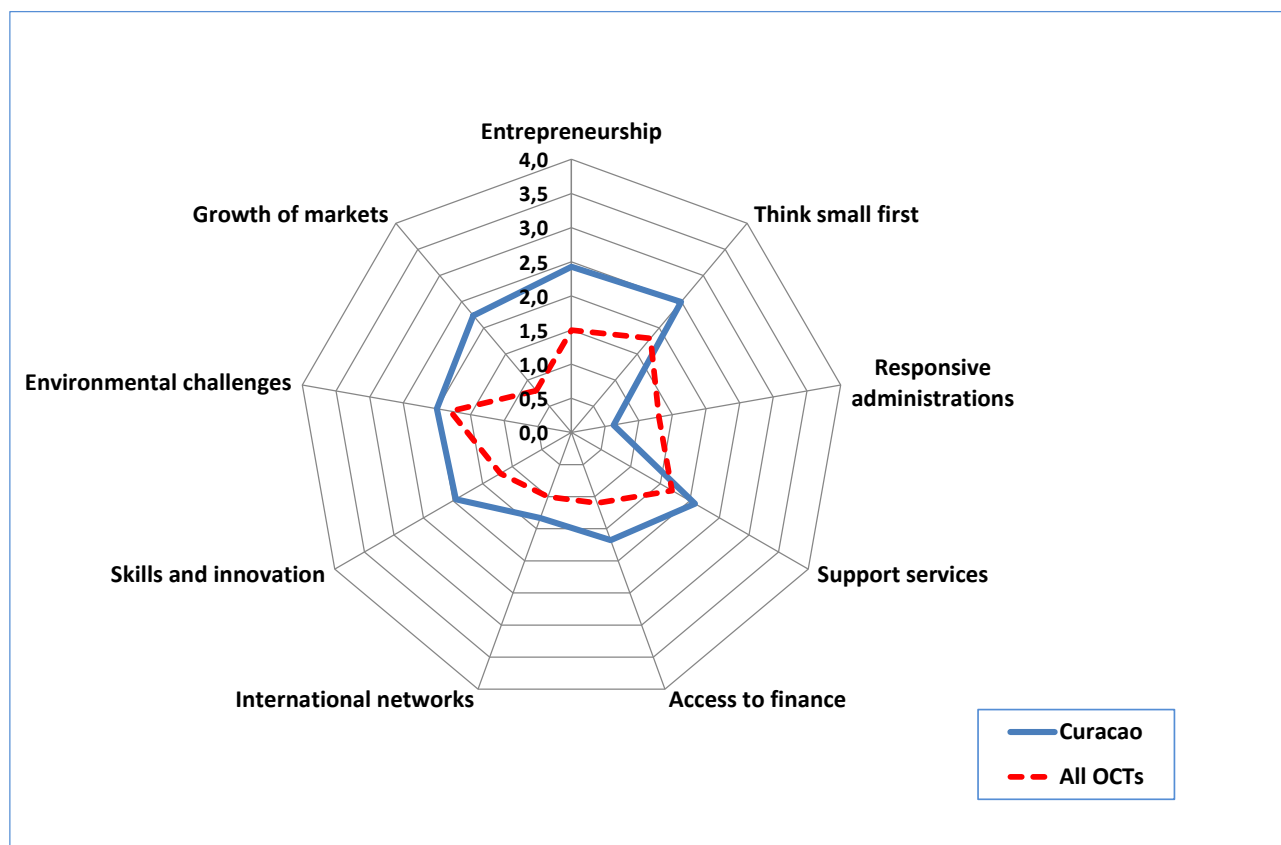 Entrepreneurship
4,0
3,5
3,0
2,5
2,0
1,5
1,0
0,5
0,0
Think small first
Responsive
administrations
Support services
Access to finance
International networks
Skills and innovation
Environmental challenges
Growth of markets
Curacao
All OCTs